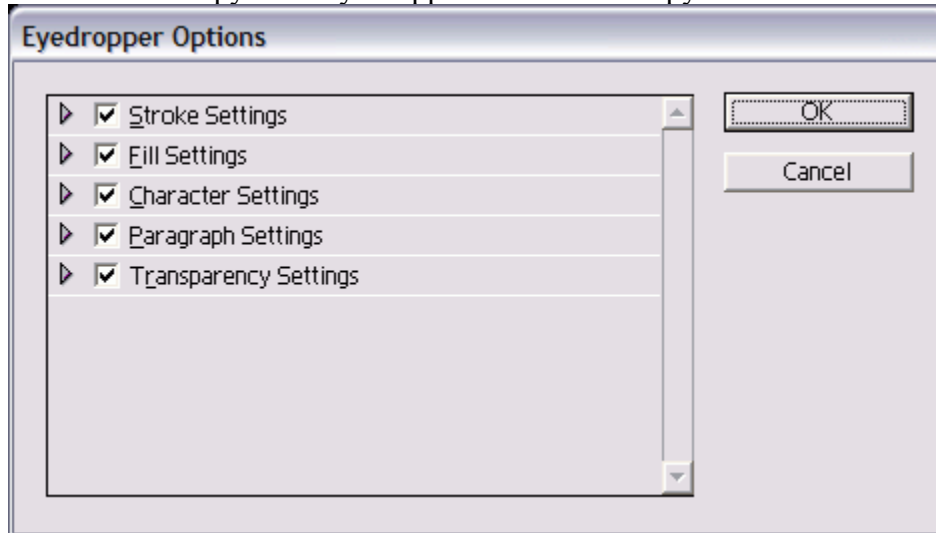 Eyedropper Options
Stroke Settings
OK
Fill Settings
Cancel
Character Settings
Paragraph Settings
Transparency Settings